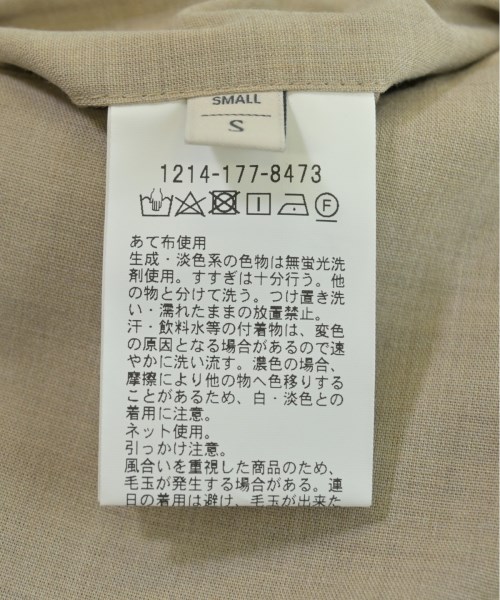 SMALL
S
1214-177-8473
F
あて布使用
生成・淡色系の色物は無蛍光洗
剤使用。すすぎは十分行う。他
の物と分けて洗う。つけ置き洗
い・濡れたままの放置禁止。
汗・飲料水等の付着物は、変色
の原因となる場合があるので速
やかに洗い流す。濃色の場合、
摩擦により他の物へ色移りする
ことがあるため、白・淡色との
着用に注意。
ネット使用。
引っかけ注意。
風合いを重視した商品のため、
毛玉が発生する場合がある。連
日の着用は避け、毛玉が出来た